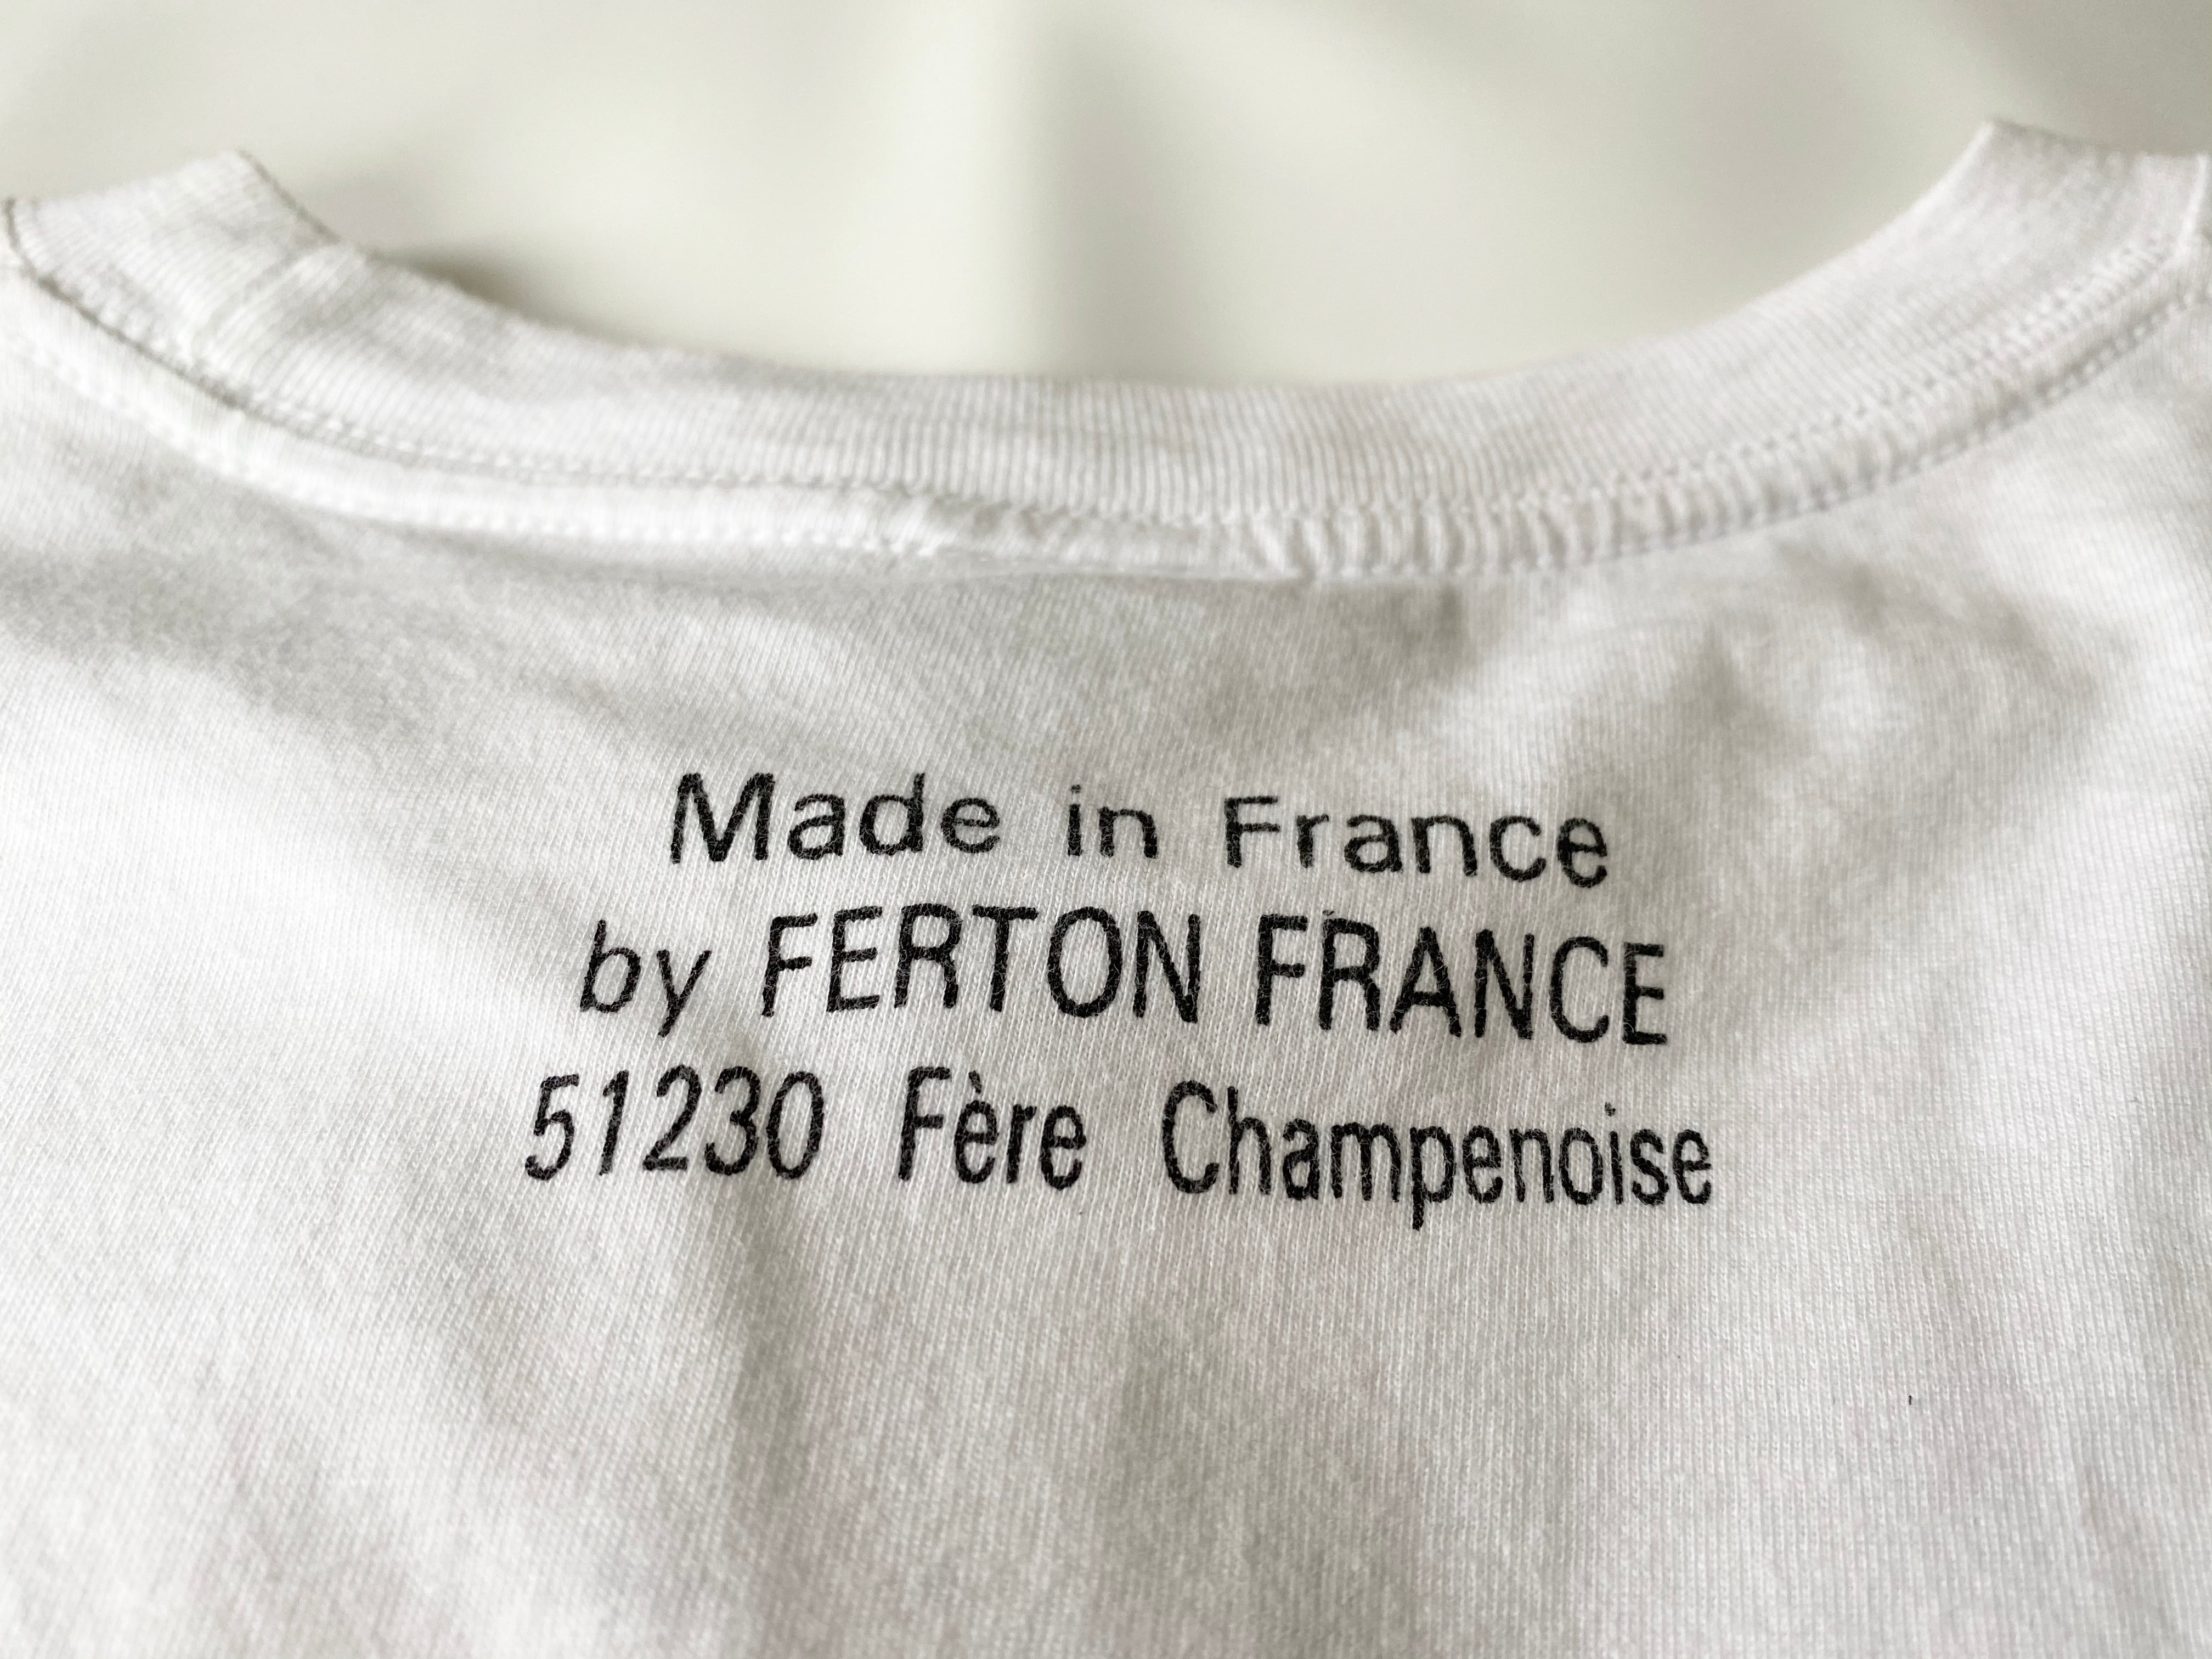 Made in France
by FERTON FRANCE
51230 Fère Champenoise